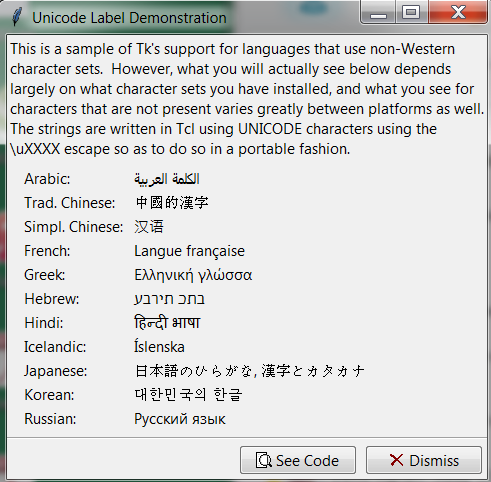 Unicode Label Demonstration
This is a sample of Tk's support for languages that use non-Western
character sets.  However, what you will actually see below depends
largely on what character sets you have installed, and what you see for
characters that are not present varies greatly between platforms as well.
The strings are written in Tcl using UNICODE characters using the
\uXXXX escape so as to do so in a portable fashion.
Arabic: الكلمة العربية
Trad. Chinese: 中國的漢字
Simpl. Chinese: 汉语
French: Langue française
Greek: Ελληνική γλώσσα
Hebrew: בתכ תירבע
Hindi: हिन्दी भाषा
Icelandic: Íslenska
Japanese: 日本語のひらがな, 漢字とカタカナ
Korean: 대한민국의 한글
Russian: Русский язык
See Code Dismiss